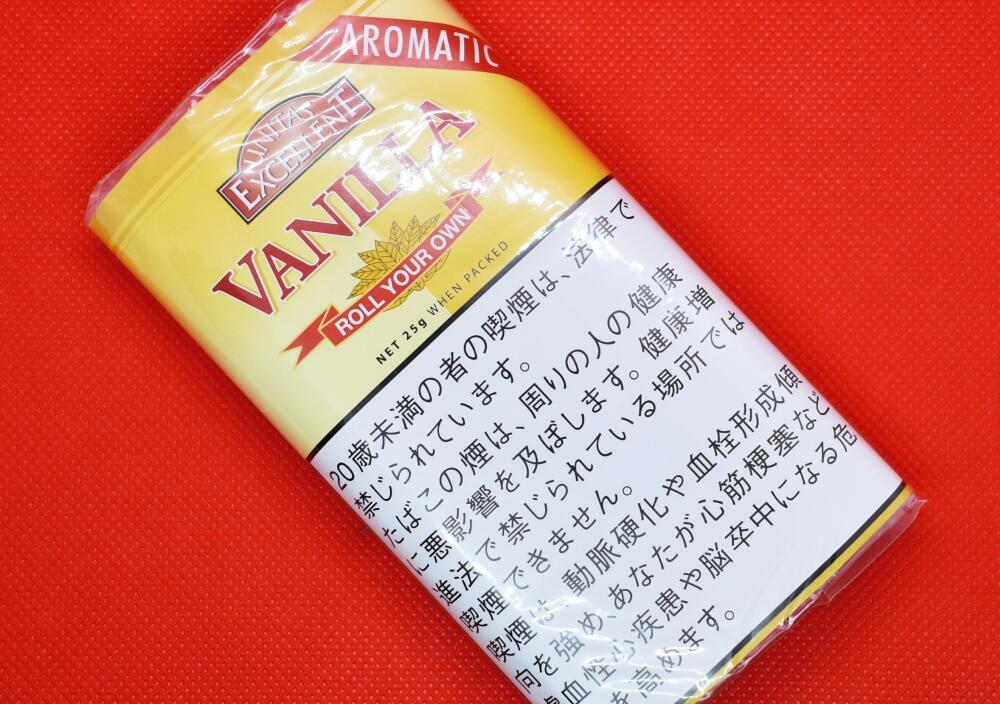 AROMATIC
UNITAS
EXCELLENT
VANILLA
ROLL YOUR OWN
NET 25g WHEN PACKED
20歳未満の者の喫煙は、法律で
禁じられています。
たばこの煙は、周りの人の健康
に悪影響を及ぼします。健康増
進法で禁じられている場所では
喫煙できません。
喫煙は、動脈硬化や血栓形成傾
向を強め、あなたが心筋梗塞など
虚血性心疾患や脳卒中になる危
を高めます。